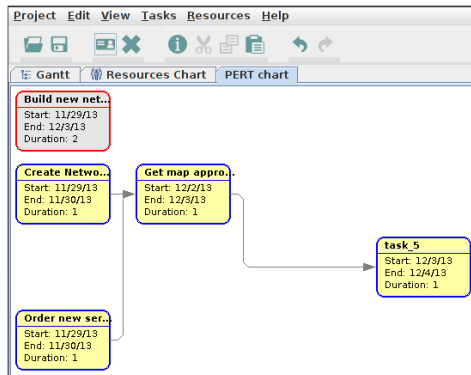 Project Edit View Tasks Resources Help
Gantt Resources Chart PERT chart
Build new net...
Start: 11/29/13
End: 12/3/13
Duration: 2
Create Netwo...
Start: 11/29/13
End: 11/30/13
Duration: 1
Get map appro...
Start: 12/2/13
End: 12/3/13
Duration: 1
task_5
Start: 12/3/13
End: 12/4/13
Duration: 1
Order new ser...
Start: 11/29/13
End: 11/30/13
Duration: 1